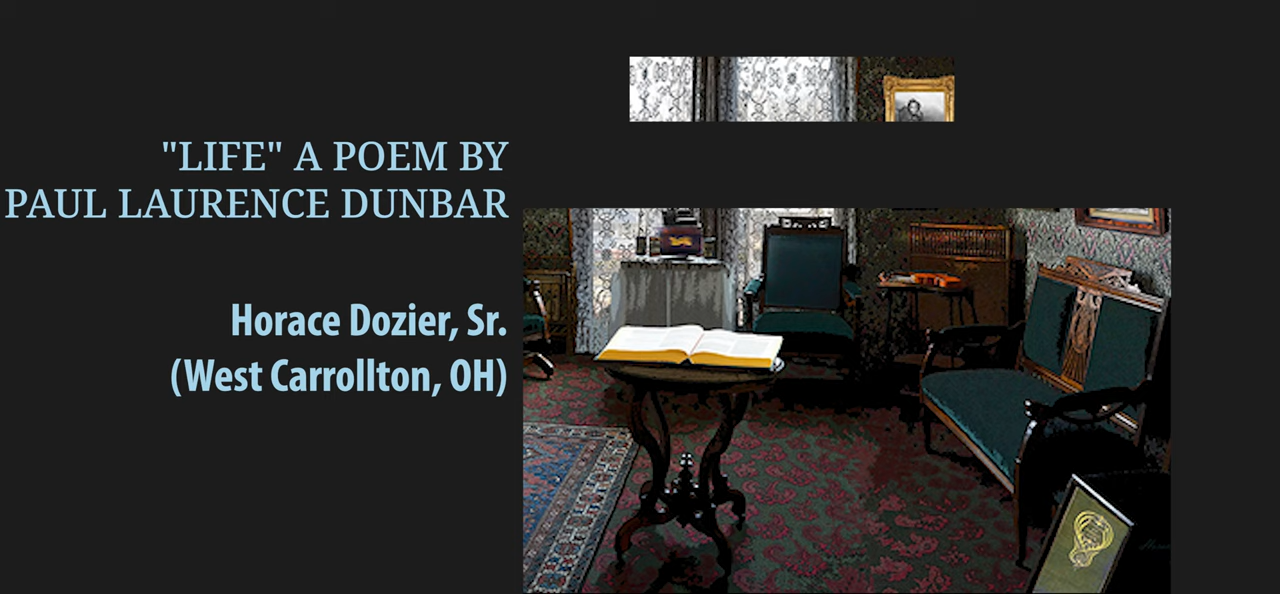 "LIFE" A POEM BY
PAUL LAURENCE DUNBAR
Horace Dozier, Sr.
(West Carrollton, OH)